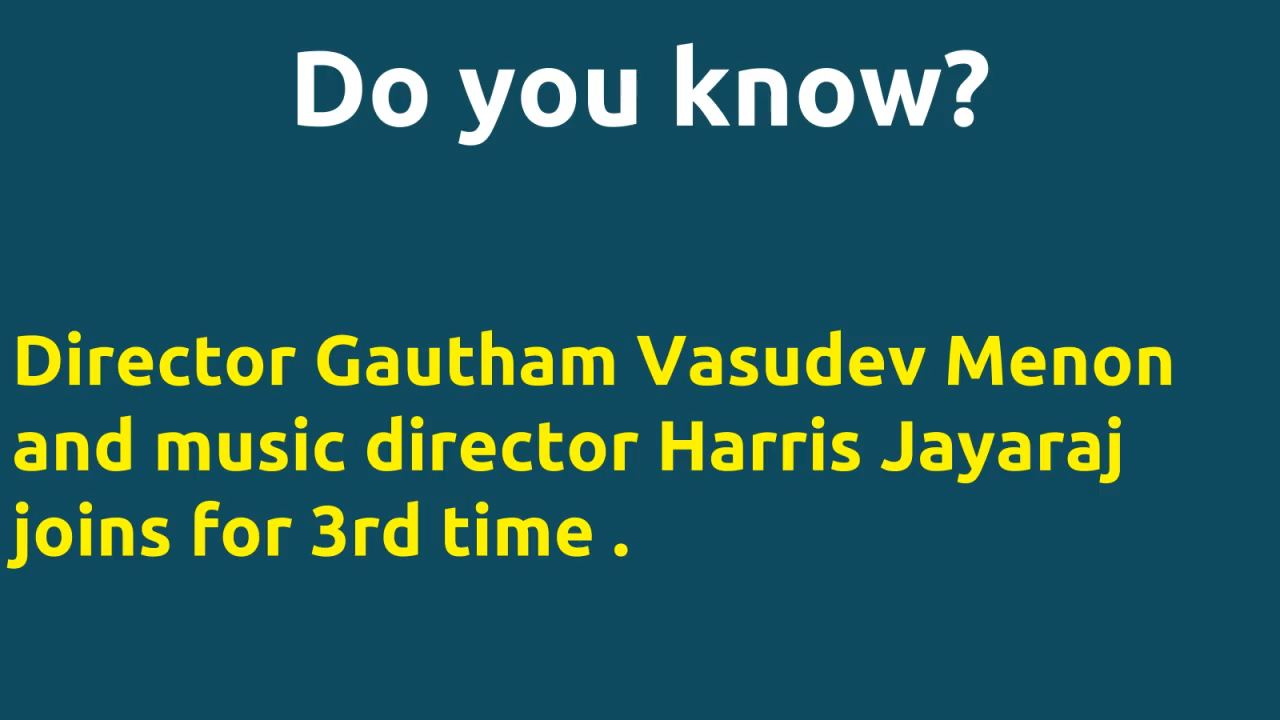 Do you know?
Director Gautham Vasudev Menon
and music director Harris Jayaraj
joins for 3rd time .